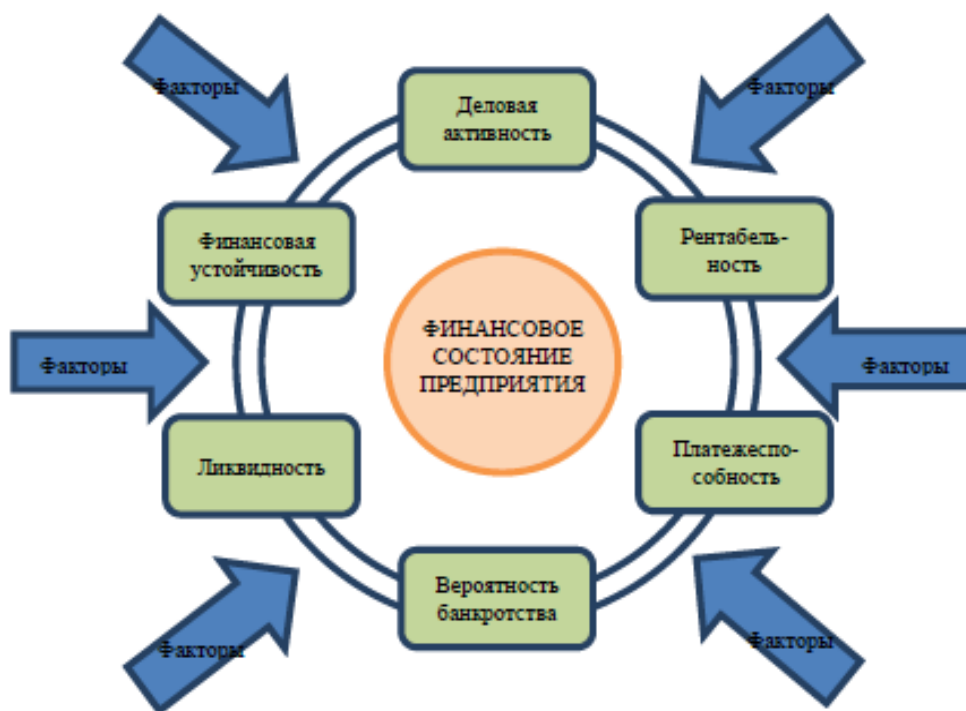 Факторы
Факторы
Деловая
активность
Финансовая
устойчивость
Рентабель-
ность
ФИНАНСОВОЕ
СОСТОЯНИЕ
ПРЕДПРИЯТИЯ
Факторы
Факторы
Ликвидность
Платежеспо-
собность
Вероятность
банкротства
Факторы
Факторы